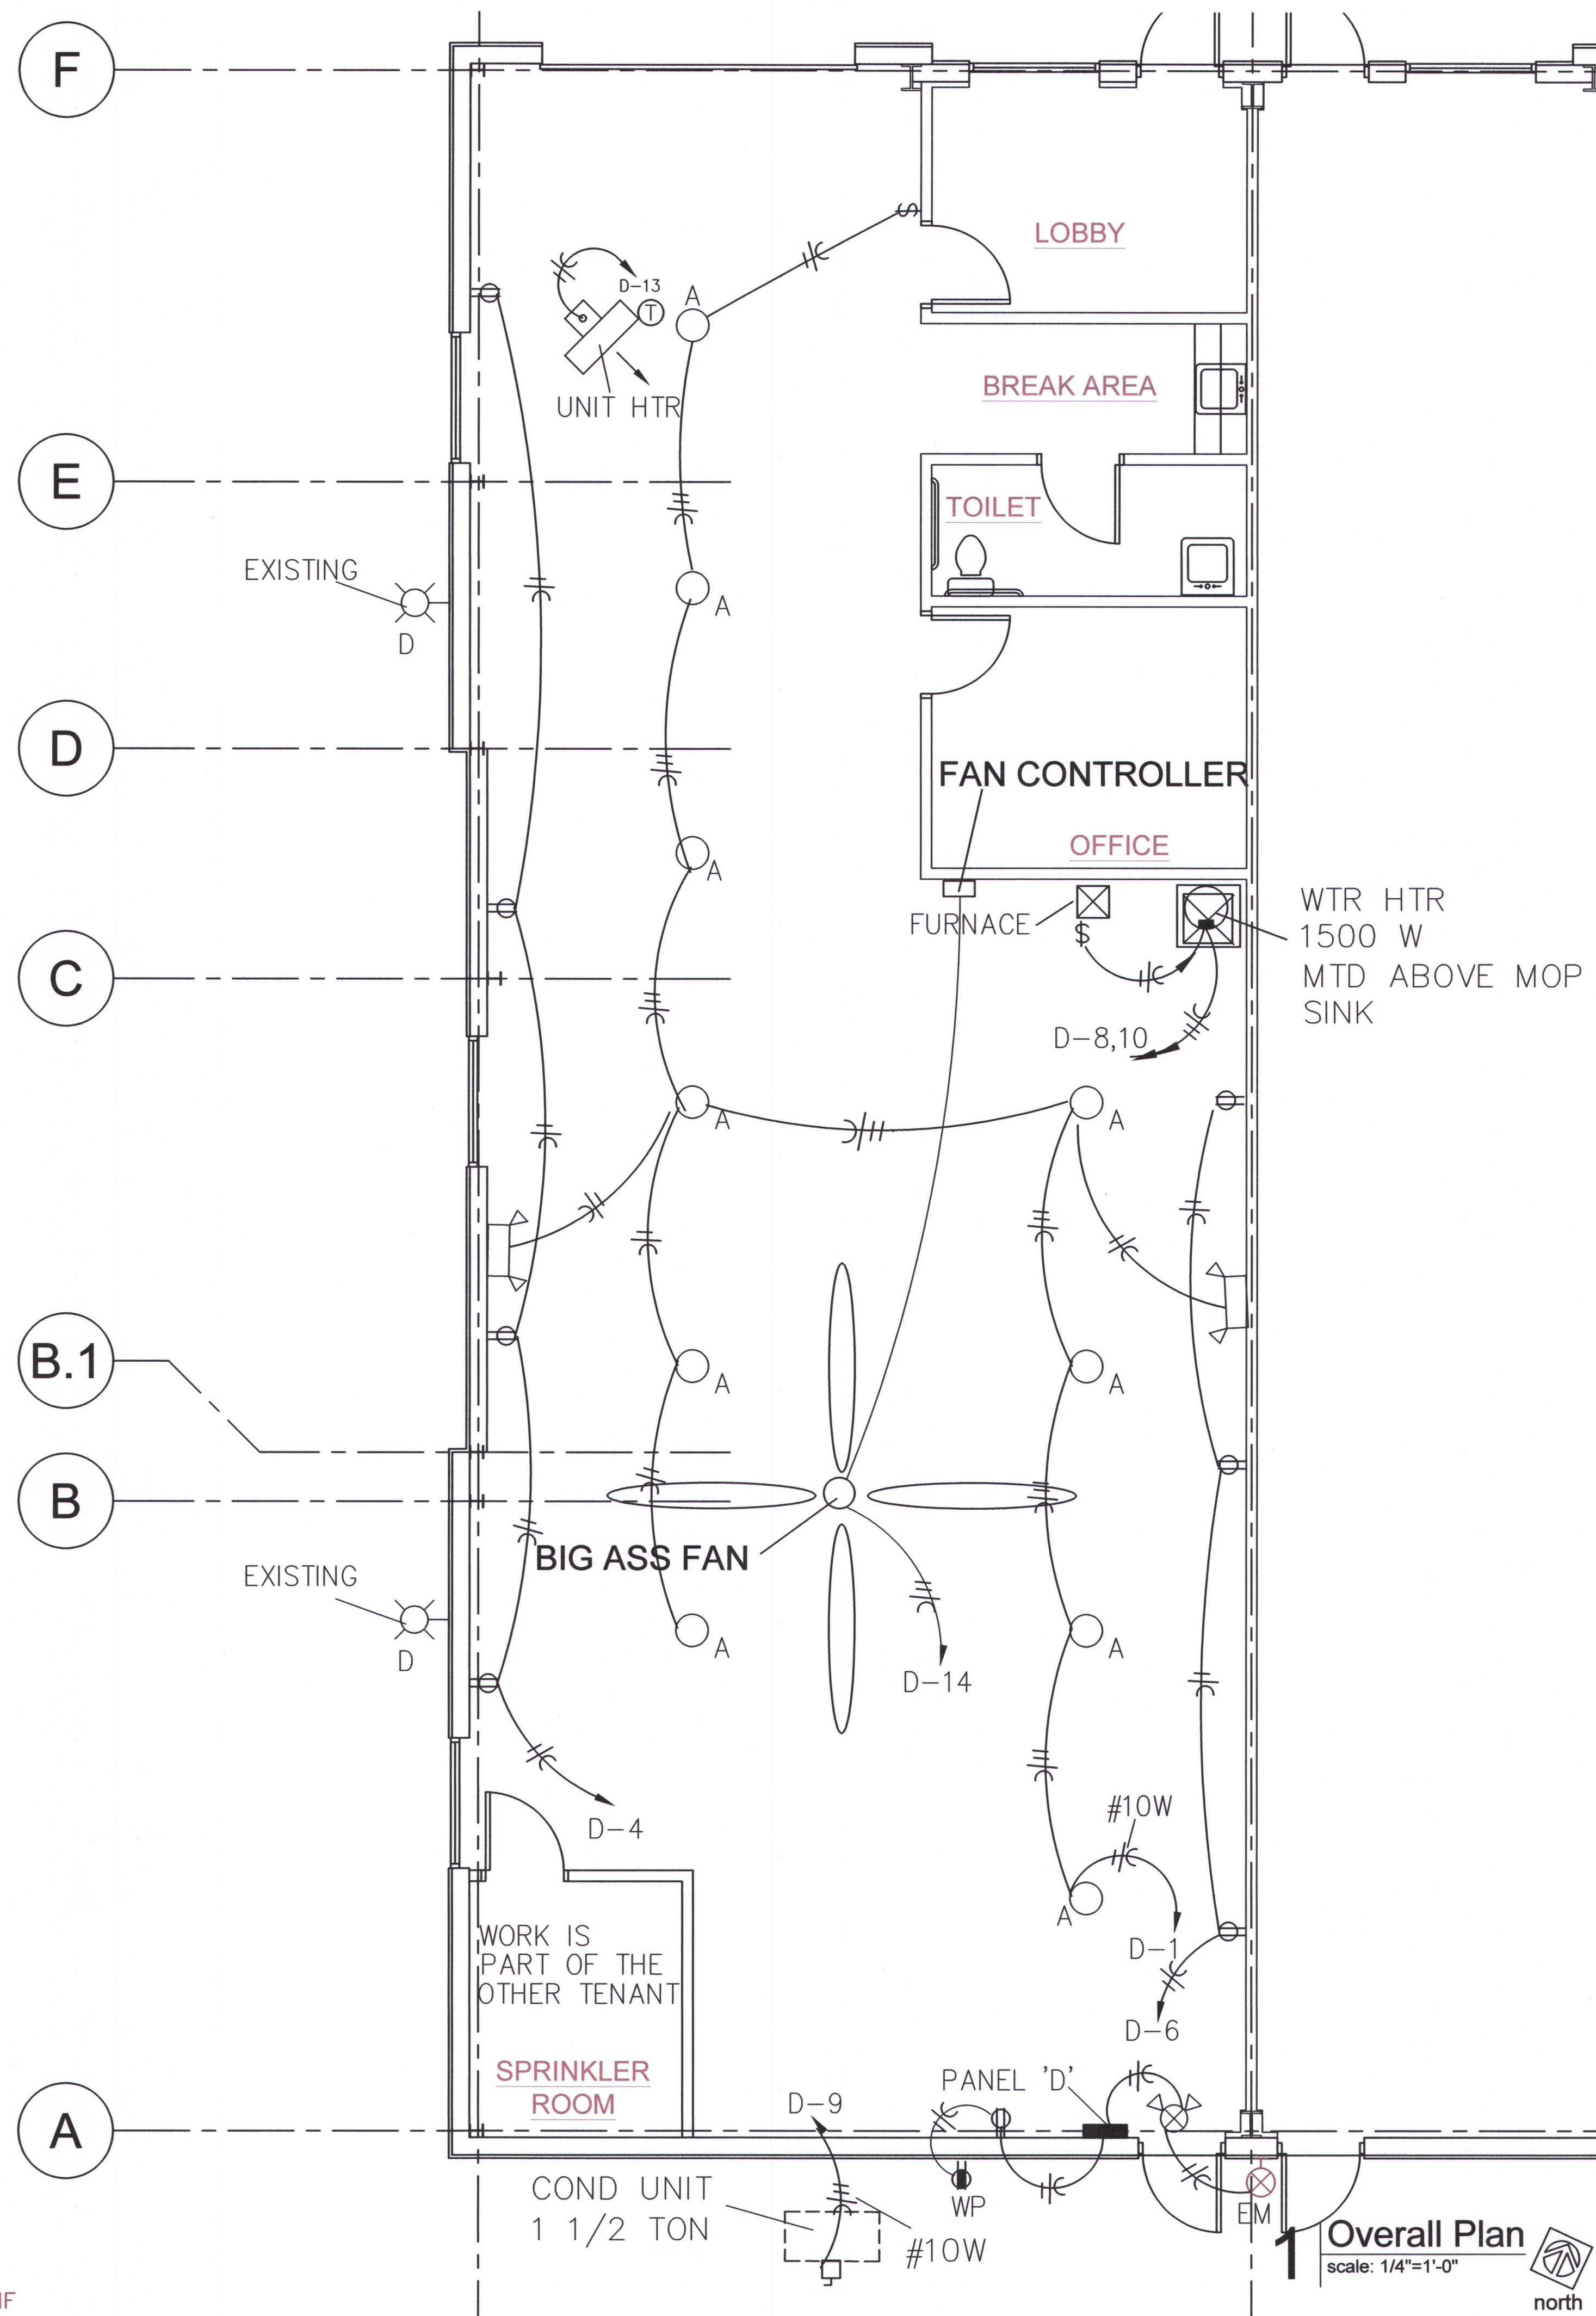 F
LOBBY
D-13
T
A
UNIT HTR
BREAK AREA
E
TOILET
EXISTING
D
A
D
FAN CONTROLLER
OFFICE
A
FURNACE
$
WTR HTR
1500 W
MTD ABOVE MOP
SINK
C
D-8,10
A
A
B.1
A
A
B
BIG ASS FAN
EXISTING
D
A
A
D-14
D-4
#10W
A
D-1
WORK IS
PART OF THE
OTHER TENANT
D-6
SPRINKLER
ROOM
PANEL 'D'
D-9
A
COND UNIT
1 1/2 TON
WP
#10W
EM
1
Overall Plan
scale: 1/4"=1'-0"
north